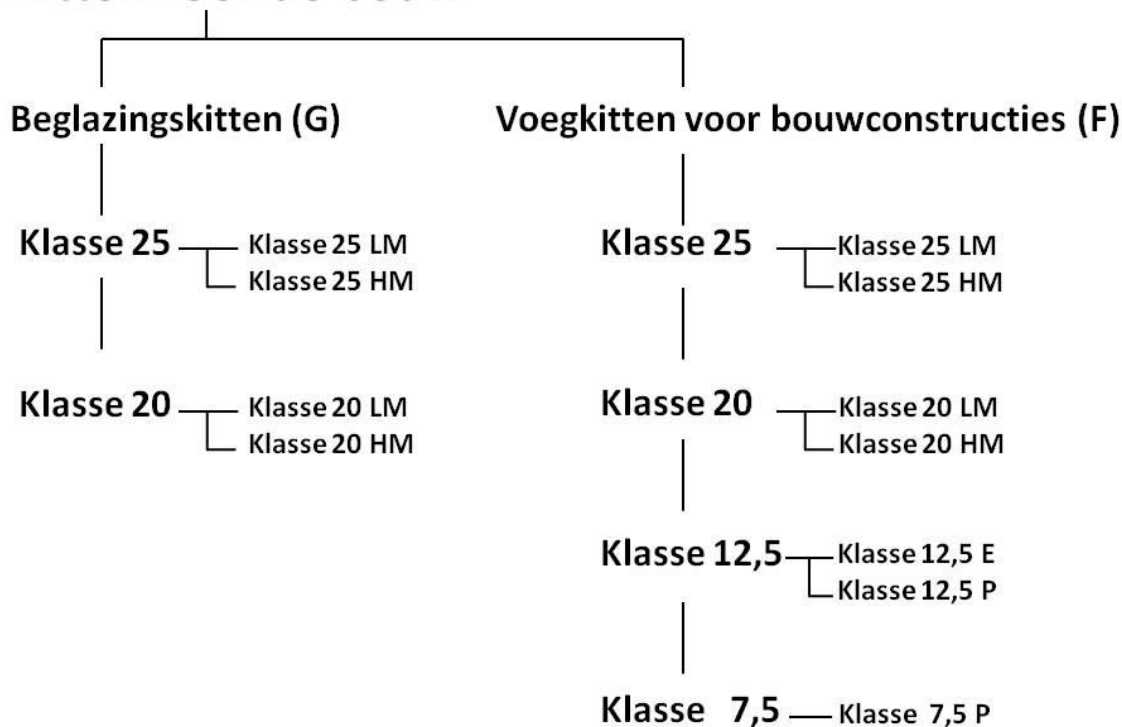 Beglazingskitten (G)
Voegkitten voor bouwconstructies (F)
Klasse 25
Klasse 25 LM
Klasse 25 HM
Klasse 20
Klasse 20 LM
Klasse 20 HM
Klasse 25
Klasse 25 LM
Klasse 25 HM
Klasse 20
Klasse 20 LM
Klasse 20 HM
Klasse 12,5
Klasse 12,5 E
Klasse 12,5 P
Klasse 7,5
Klasse 7,5 P